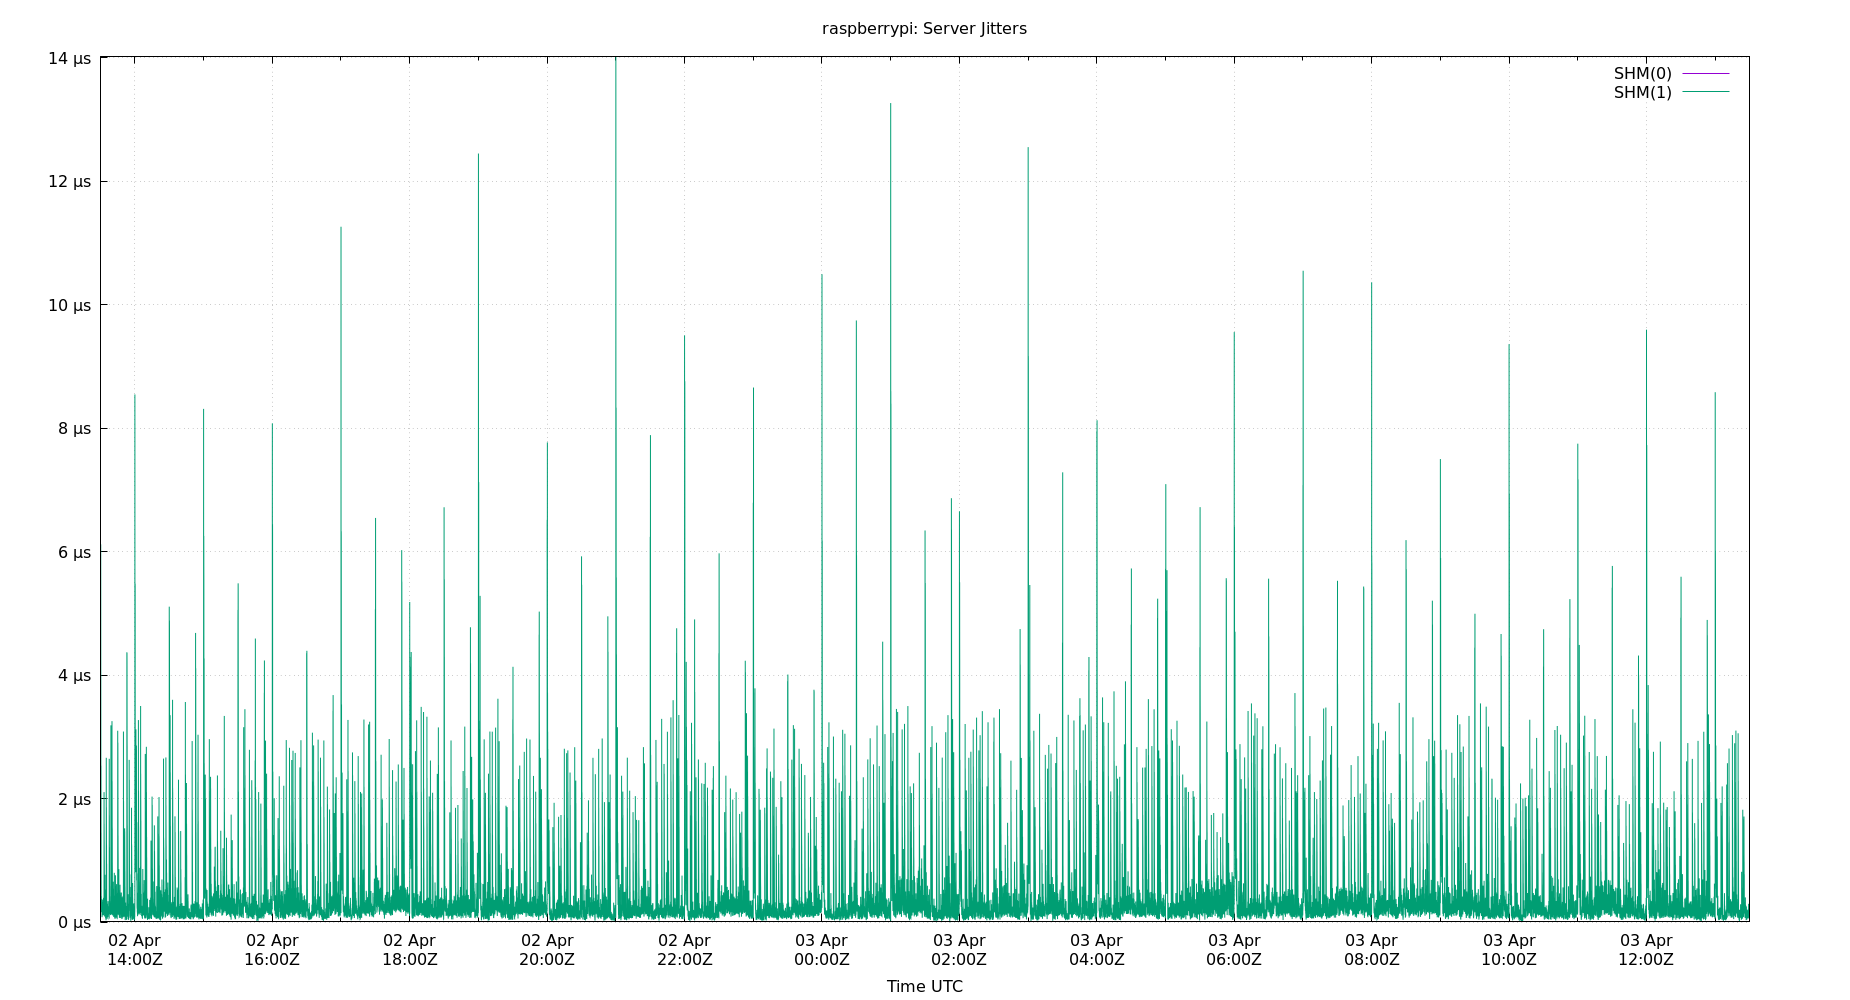 raspberrypi: Server Jitters
14 µs
SHM(0)
SHM(1)
12 µs
10 µs
8 µs
6 µs
4 µs
2 µs
0 µs
02 Apr 02 Apr 02 Apr 02 Apr 02 Apr 03 Apr 03 Apr 03 Apr 03 Apr 03 Apr 03 Apr 03 Apr
14:00Z 16:00Z 18:00Z 20:00Z 22:00Z 00:00Z 02:00Z 04:00Z 06:00Z 08:00Z 10:00Z 12:00Z
Time UTC